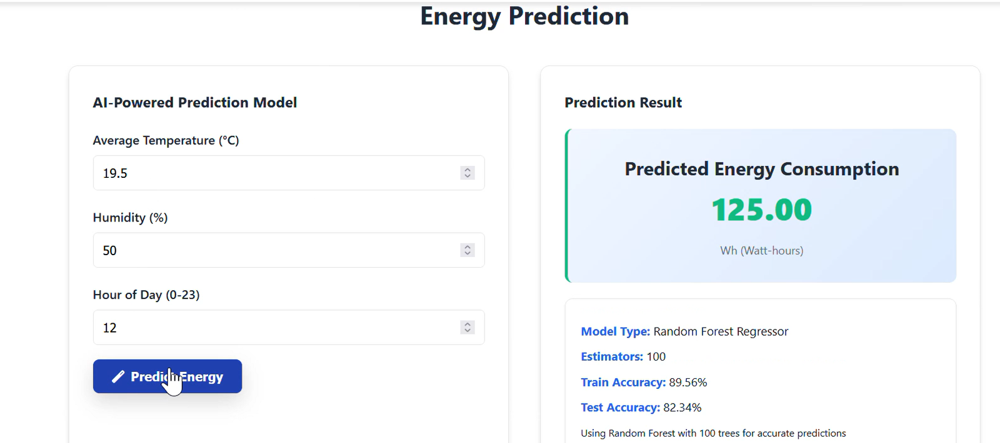 Energy Prediction
AI-Powered Prediction Model
Average Temperature (°C)
19.5
Humidity (%)
50
Hour of Day (0-23)
12
Predict Energy
Prediction Result
Predicted Energy Consumption
125.00
Wh (Watt-hours)
Model Type: Random Forest Regressor
Estimators: 100
Train Accuracy: 89.56%
Test Accuracy: 82.34%
Using Random Forest with 100 trees for accurate predictions